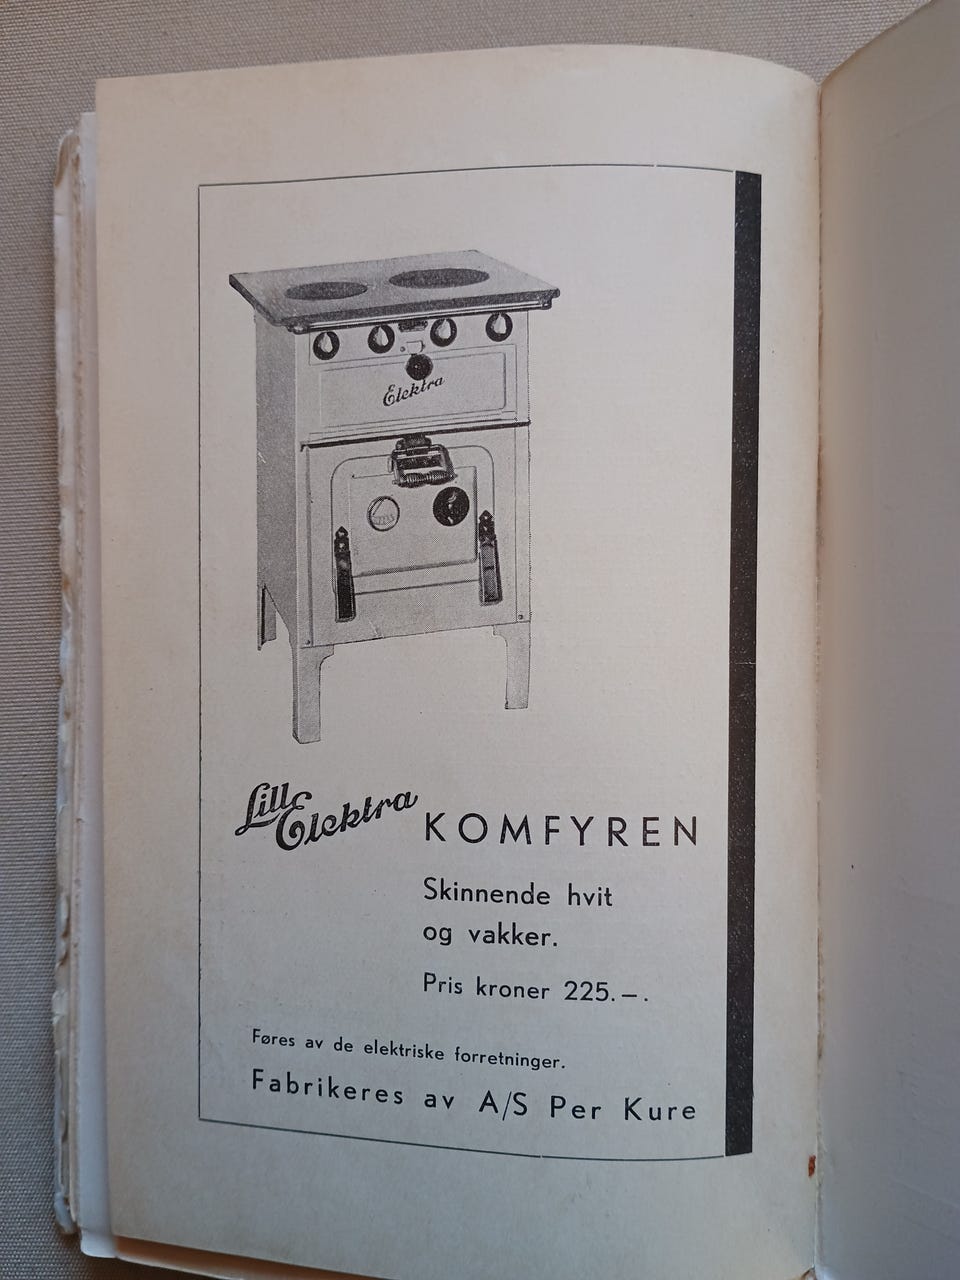 Elektra
Lill Elektra KOMFYREN
Skinnende hvit
og vakker.
Pris kroner 225.–.
Føres av de elektriske forretninger.
Fabrikeres av A/S Per Kure